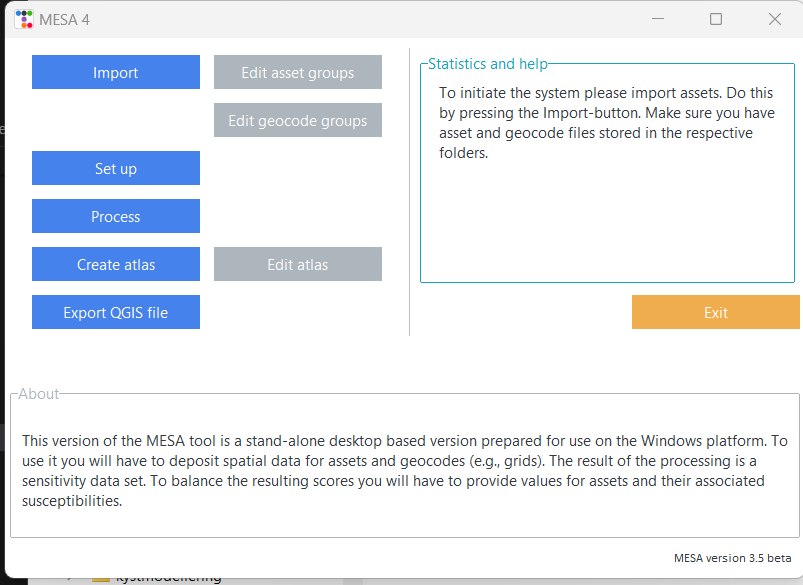 MESA 4
Import
Edit asset groups
Edit geocode groups
Set up
Process
Create atlas
Edit atlas
Export QGIS file
Statistics and help
To initiate the system please import assets. Do this
by pressing the Import-button. Make sure you have
asset and geocode files stored in the respective
folders.
Exit
About
This version of the MESA tool is a stand-alone desktop based version prepared for use on the Windows platform. To
use it you will have to deposit spatial data for assets and geocodes (e.g., grids). The result of the processing is a
sensitivity data set. To balance the resulting scores you will have to provide values for assets and their associated
susceptibilities.
MESA version 3.5 beta
kystmodellering